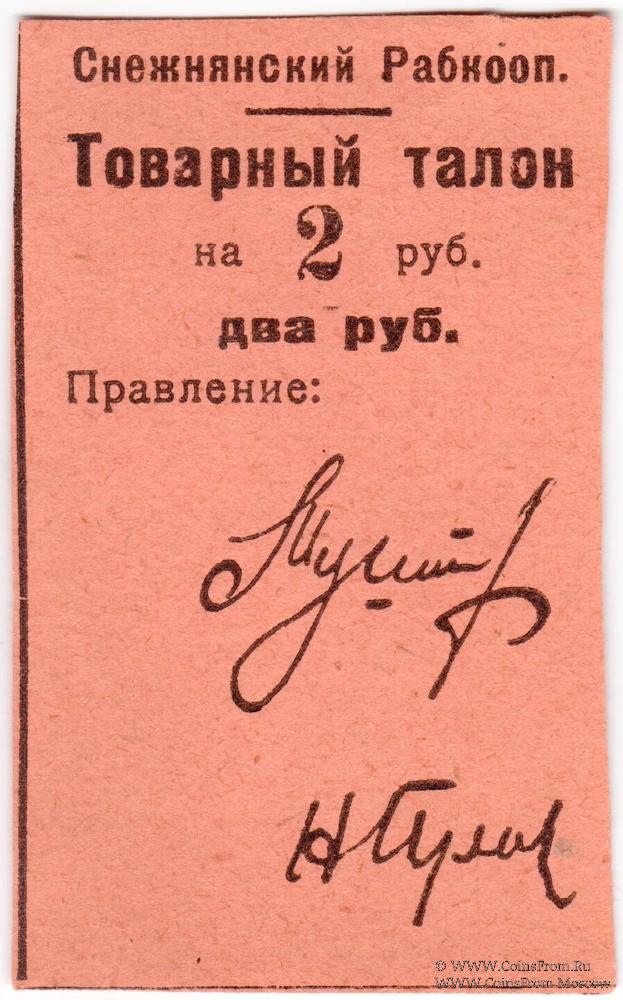 Снежнянский Рабкооп.
Товарный талон
на 2 руб.
два руб.
Правление:
© WWW.CoinsFrom.Ru
WWW.CoinsFrom.Moscow